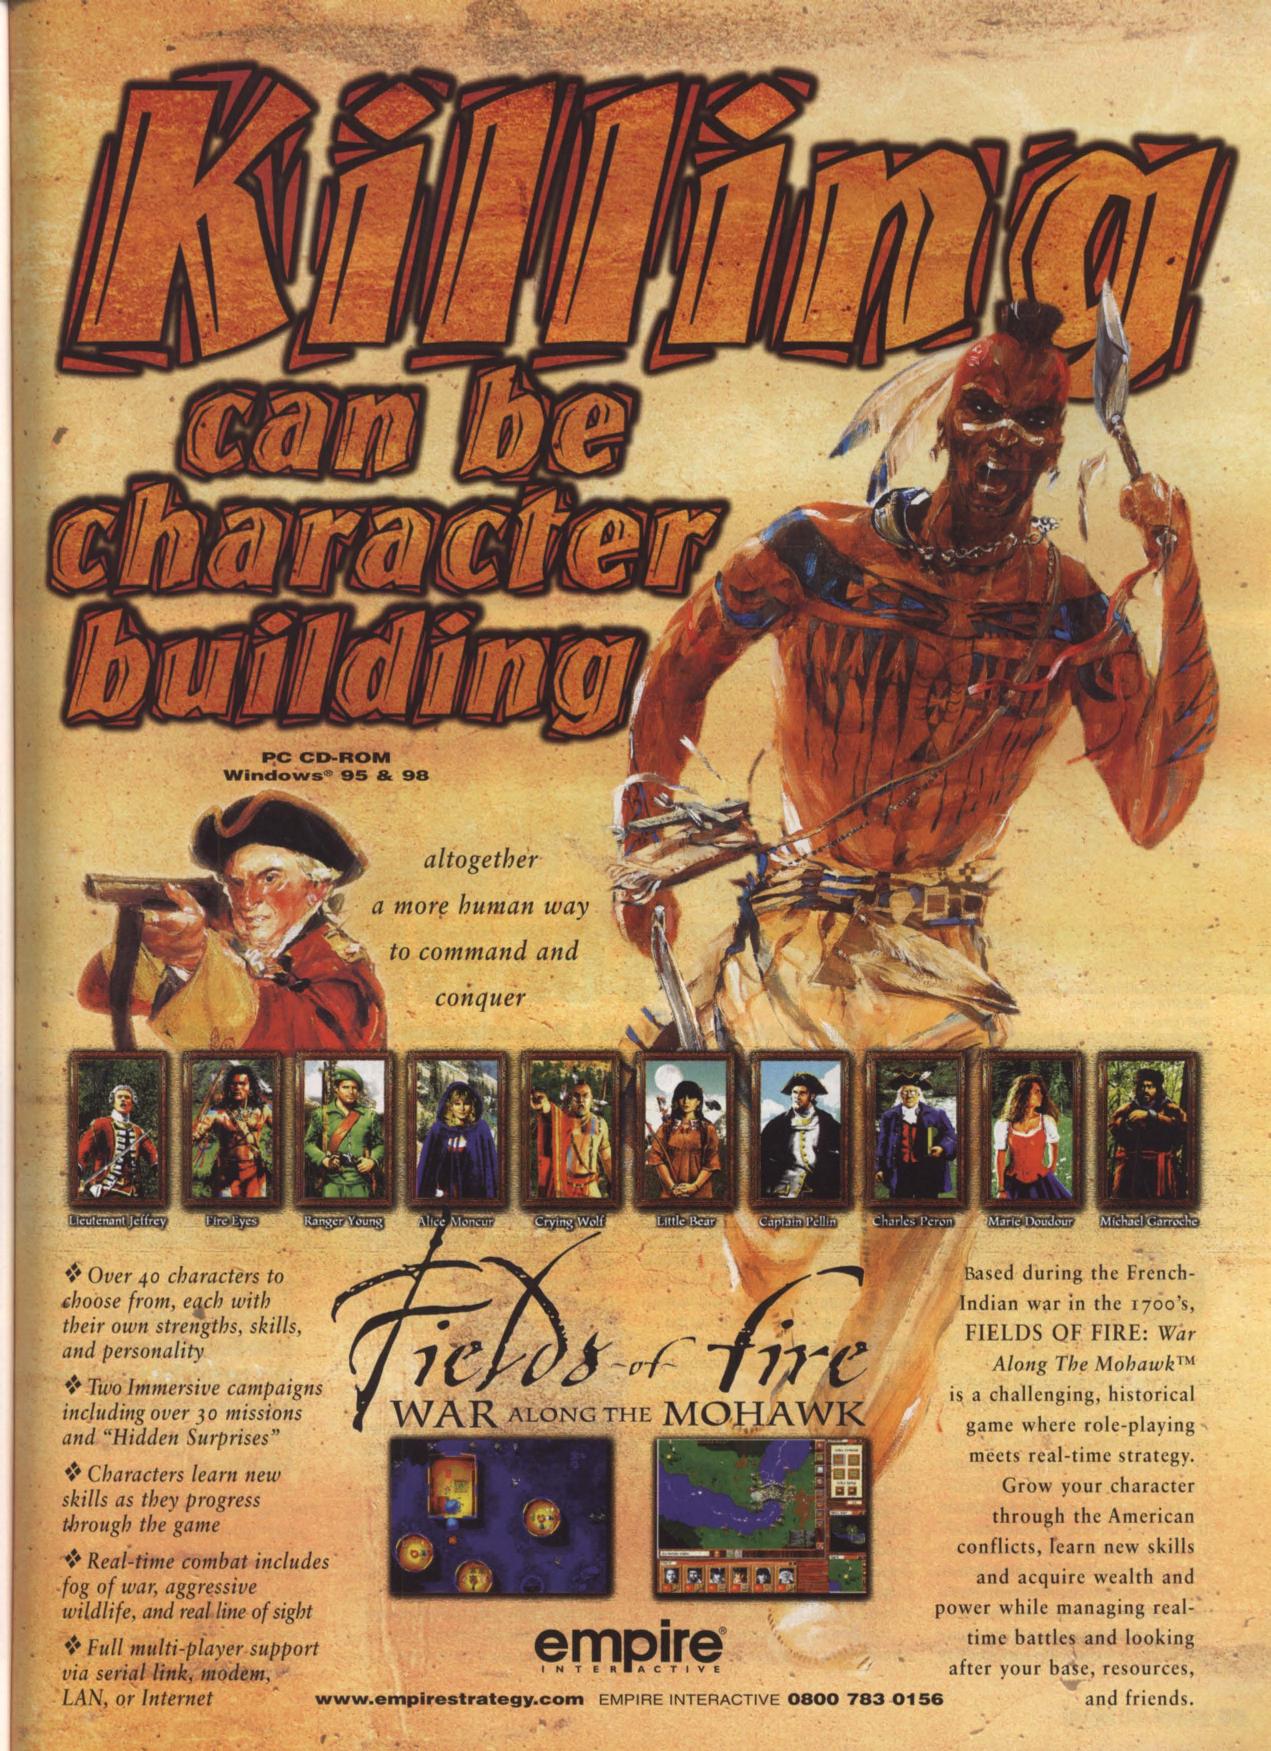 Killing
can be
character
building
PC CD-ROM
Windows® 95 & 98
altogether
a more human way
to command and
conquer
Lieutenant Jeffrey
Fire Eyes
Ranger Young
Alice Moncur
Crying Wolf
Little Bear
Captain Pellin
Charles Peron
Marie Doudour
Michael Garroche
❖ Over 40 characters to
choose from, each with
their own strengths, skills,
and personality
❖ Two Immersive campaigns
including over 30 missions
and “Hidden Surprises”
❖ Characters learn new
skills as they progress
through the game
❖ Real-time combat includes
fog of war, aggressive
wildlife, and real line of sight
❖ Full multi-player support
via serial link, modem,
LAN, or Internet
Fields of fire
WAR ALONG THE MOHAWK
Based during the French-
Indian war in the 1700's,
FIELDS OF FIRE: War
Along The Mohawk™
is a challenging, historical
game where role-playing
meets real-time strategy.
Grow your character
through the American
conflicts, learn new skills
and acquire wealth and
power while managing real-
time battles and looking
after your base, resources,
and friends.
empire®
INTERACTIVE
www.empirestrategy.com EMPIRE INTERACTIVE 0800 783 0156